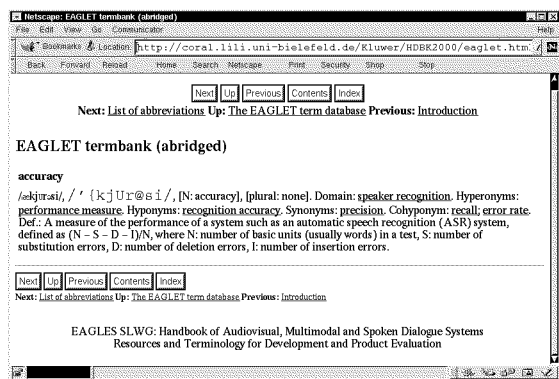 Netscape: EAGLET termbank (abridged)
File Edit View Go Communicator Help
Bookmarks Location: http://coral.lili.uni-bielefeld.de/Kluwer/HDBK2000/eaglet.htm
Back Forward Reload Home Search Netscape Print Security Shop Stop
Next Up Previous Contents Index
Next: List of abbreviations Up: The EAGLET term database Previous: Introduction
EAGLET termbank (abridged)
accuracy
/'{kjUr@si/, [N: accuracy], [plural: none]. Domain: speaker recognition. Hyperonyms:
performance measure. Hyponyms: recognition accuracy. Synonyms: precision. Cohyponym: recall; error rate.
Def.: A measure of the performance of a system such as an automatic speech recognition (ASR) system,
defined as (N – S – D – I)/N, where N: number of basic units (usually words) in a test, S: number of
substitution errors, D: number of deletion errors, I: number of insertion errors.
Next Up Previous Contents Index
Next: List of abbreviations Up: The EAGLET term database Previous: Introduction
EAGLES SLWG: Handbook of Audiovisual, Multimodal and Spoken Dialogue Systems
Resources and Terminology for Development and Product Evaluation